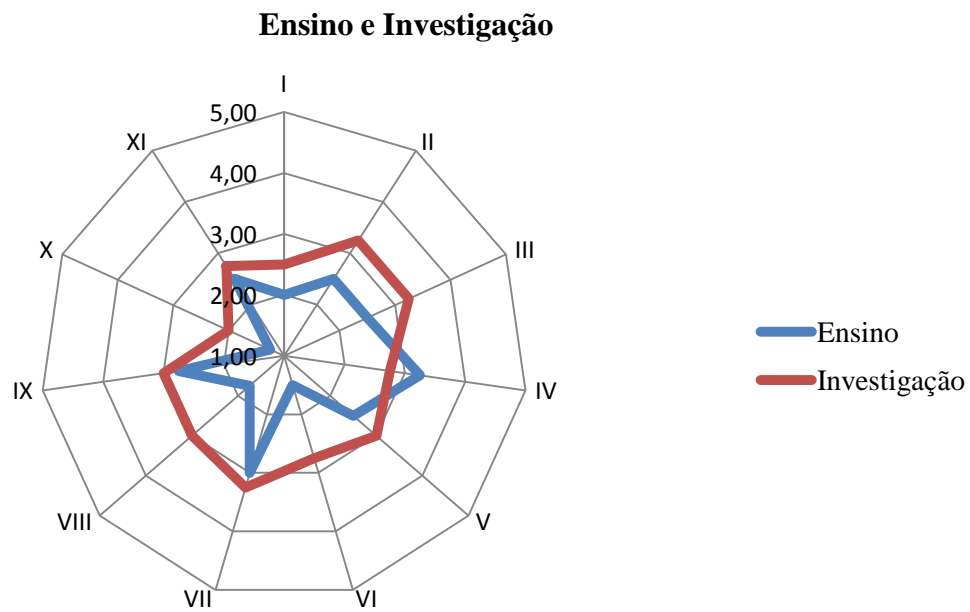 Ensino e Investigação
I
5,00
XI
II
4,00
3,00
X
III
2,00
1,00
Ensino
Investigação
IX
IV
VIII
V
VII
VI